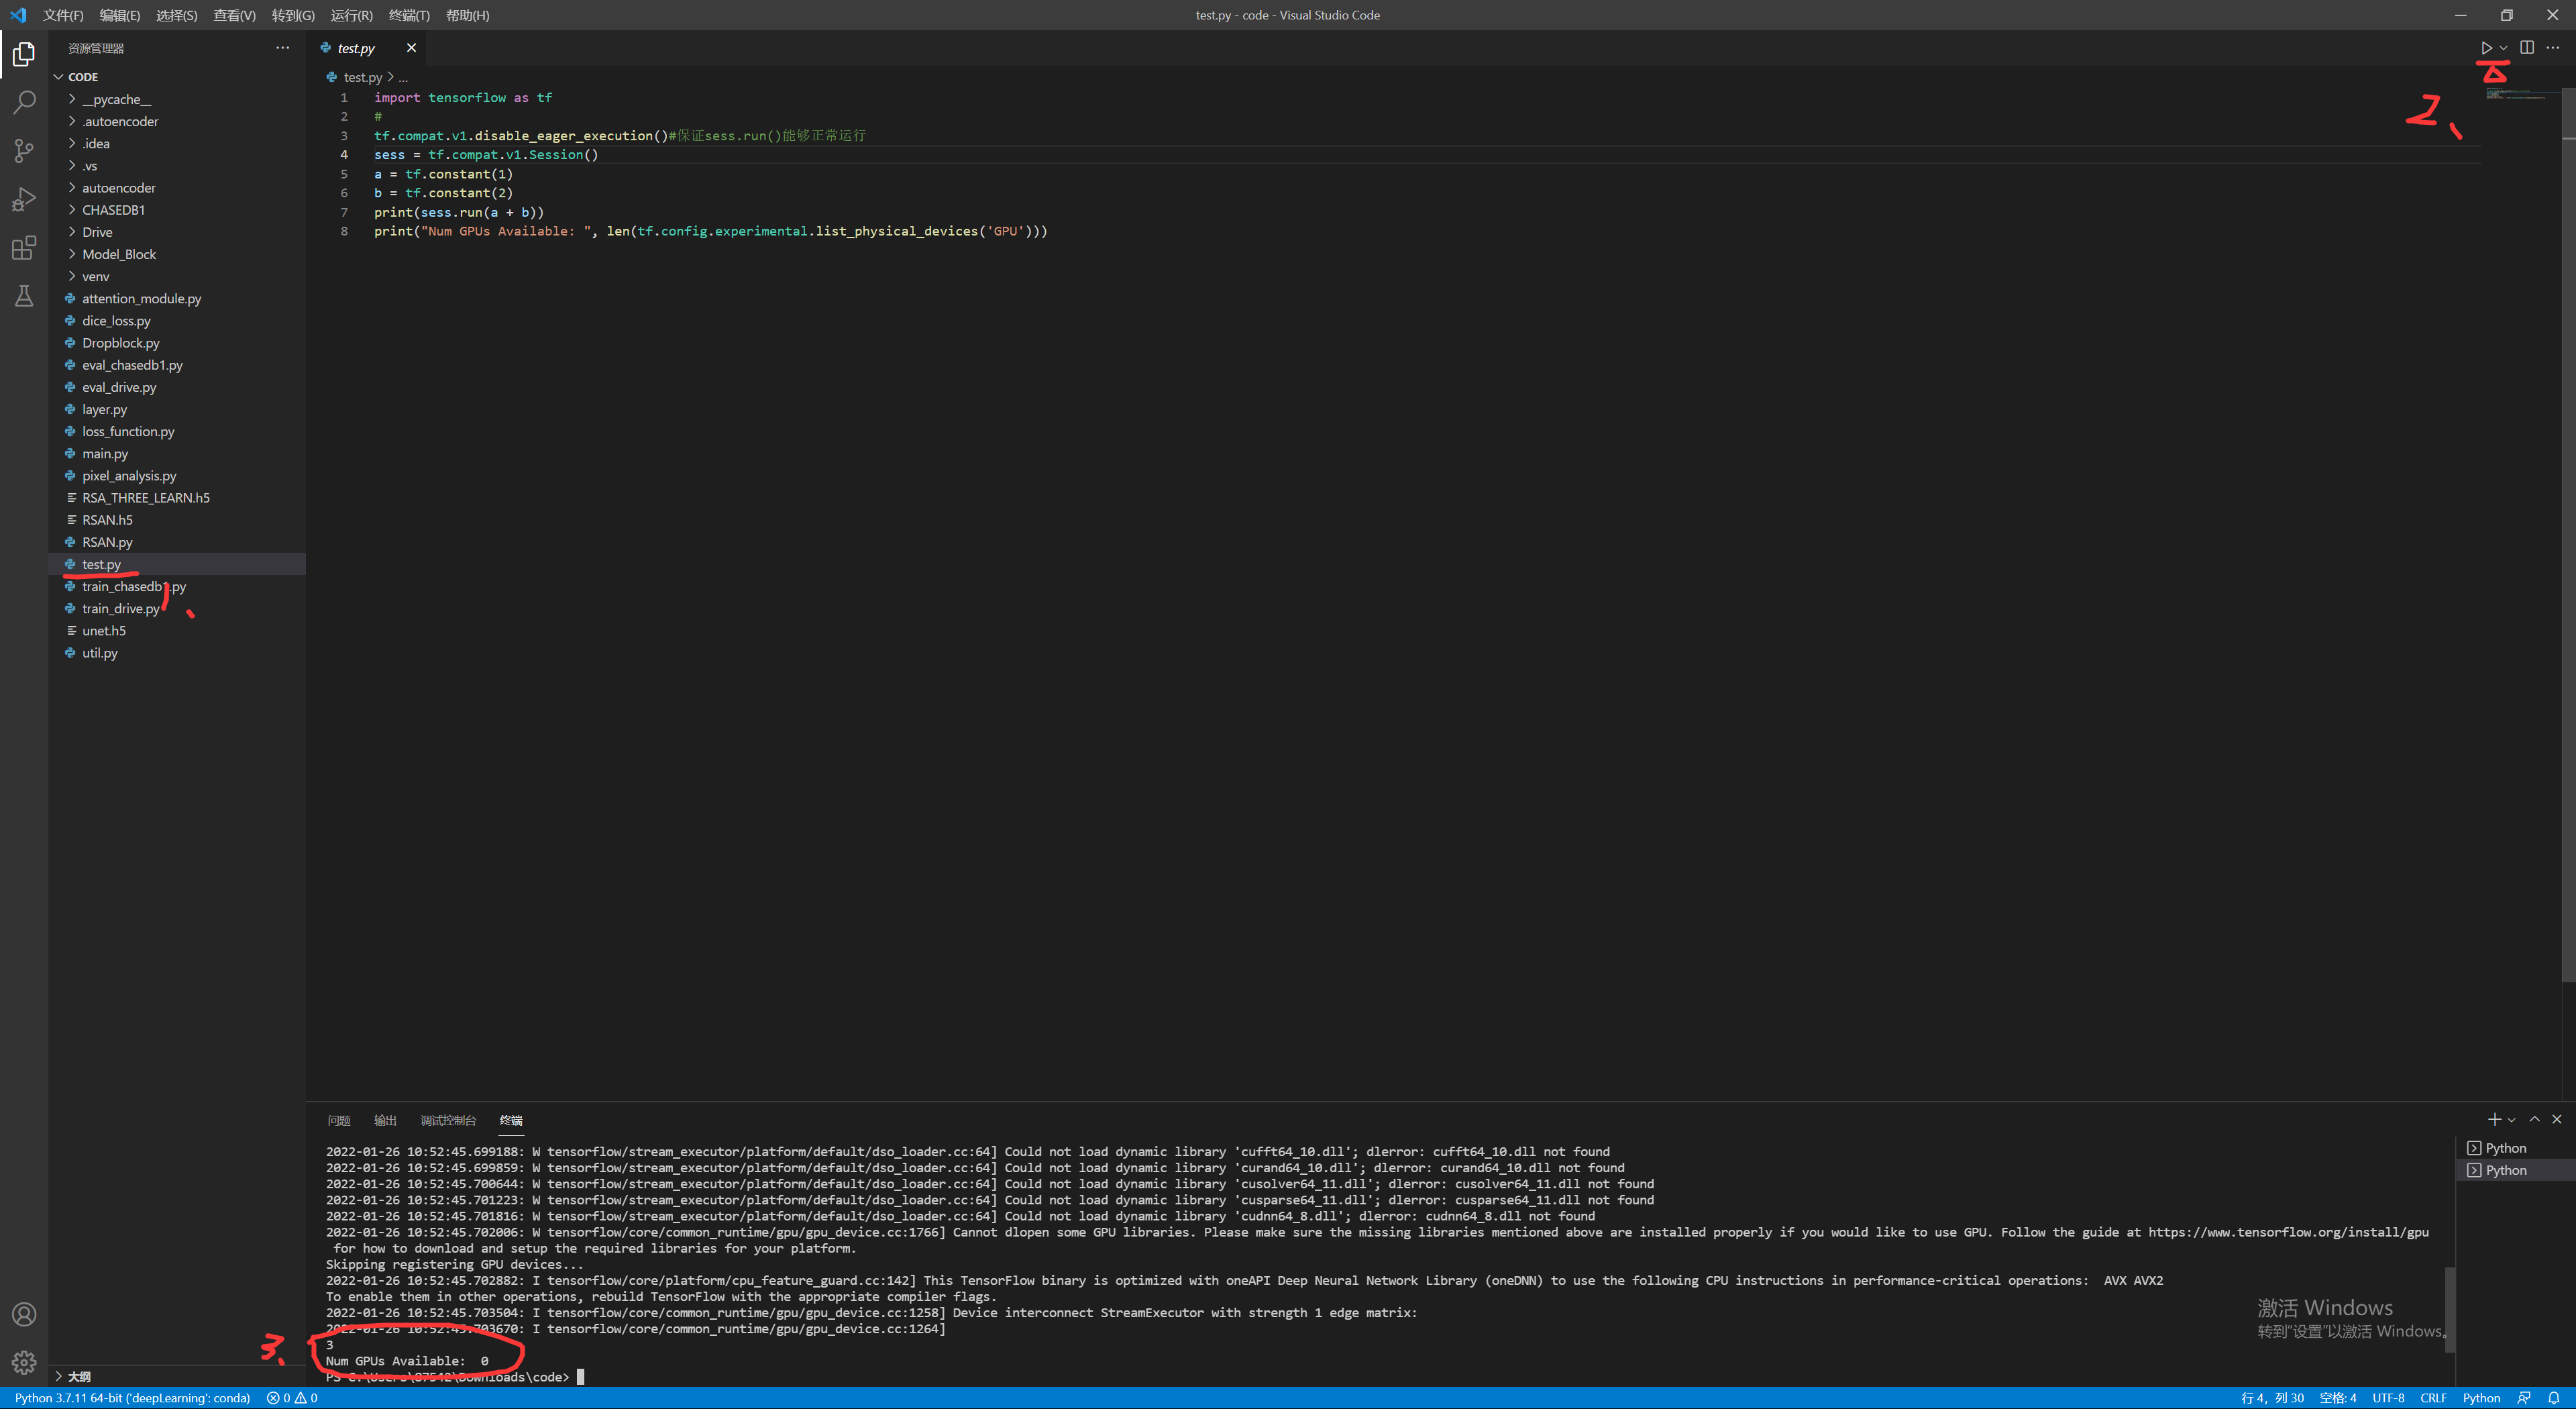 文件(F) 编辑(E) 选择(S) 查看(V) 转到(G) 运行(R) 终端(T) 帮助(H) test.py - code - Visual Studio Code
资源管理器 ···
CODE
__pycache__
.autoencoder
.idea
.vs
autoencoder
CHASEDB1
Drive
Model_Block
venv
attention_module.py
dice_loss.py
Dropblock.py
eval_chasedb1.py
eval_drive.py
layer.py
loss_function.py
main.py
pixel_analysis.py
RSA_THREE_LEARN.h5
RSAN.h5
RSAN.py
test.py
train_chasedb1.py
train_drive.py
unet.h5
util.py
大纲
1、
test.py
test.py > ...
2、
1 import tensorflow as tf
2 #
3 tf.compat.v1.disable_eager_execution()#保证sess.run()能够正常运行
4 sess = tf.compat.v1.Session()
5 a = tf.constant(1)
6 b = tf.constant(2)
7 print(sess.run(a + b))
8 print("Num GPUs Available: ", len(tf.config.experimental.list_physical_devices('GPU')))
问题 输出 调试控制台 终端
2022-01-26 10:52:45.699188: W tensorflow/stream_executor/platform/default/dso_loader.cc:64] Could not load dynamic library 'cufft64_10.dll'; dlerror: cufft64_10.dll not found
2022-01-26 10:52:45.699859: W tensorflow/stream_executor/platform/default/dso_loader.cc:64] Could not load dynamic library 'curand64_10.dll'; dlerror: curand64_10.dll not found
2022-01-26 10:52:45.700644: W tensorflow/stream_executor/platform/default/dso_loader.cc:64] Could not load dynamic library 'cusolver64_11.dll'; dlerror: cusolver64_11.dll not found
2022-01-26 10:52:45.701223: W tensorflow/stream_executor/platform/default/dso_loader.cc:64] Could not load dynamic library 'cusparse64_11.dll'; dlerror: cusparse64_11.dll not found
2022-01-26 10:52:45.701816: W tensorflow/stream_executor/platform/default/dso_loader.cc:64] Could not load dynamic library 'cudnn64_8.dll'; dlerror: cudnn64_8.dll not found
2022-01-26 10:52:45.702006: W tensorflow/core/common_runtime/gpu/gpu_device.cc:1766] Cannot dlopen some GPU libraries. Please make sure the missing libraries mentioned above are installed properly if you would like to use GPU. Follow the guide at https://www.tensorflow.org/install/gpu
for how to download and setup the required libraries for your platform.
Skipping registering GPU devices...
2022-01-26 10:52:45.702882: I tensorflow/core/platform/cpu_feature_guard.cc:142] This TensorFlow binary is optimized with oneAPI Deep Neural Network Library (oneDNN) to use the following CPU instructions in performance-critical operations:  AVX AVX2
To enable them in other operations, rebuild TensorFlow with the appropriate compiler flags.
2022-01-26 10:52:45.703504: I tensorflow/core/common_runtime/gpu/gpu_device.cc:1258] Device interconnect StreamExecutor with strength 1 edge matrix:
2022-01-26 10:52:45.703670: I tensorflow/core/common_runtime/gpu/gpu_device.cc:1264]
3
Num GPUs Available:  0
PS C:\Users\87542\Downloads\code>
3、
Python
Python
激活 Windows
转到"设置"以激活 Windows。
Python 3.7.11 64-bit ('deepLearning': conda) 0 0 行 4，列 30 空格: 4 UTF-8 CRLF Python